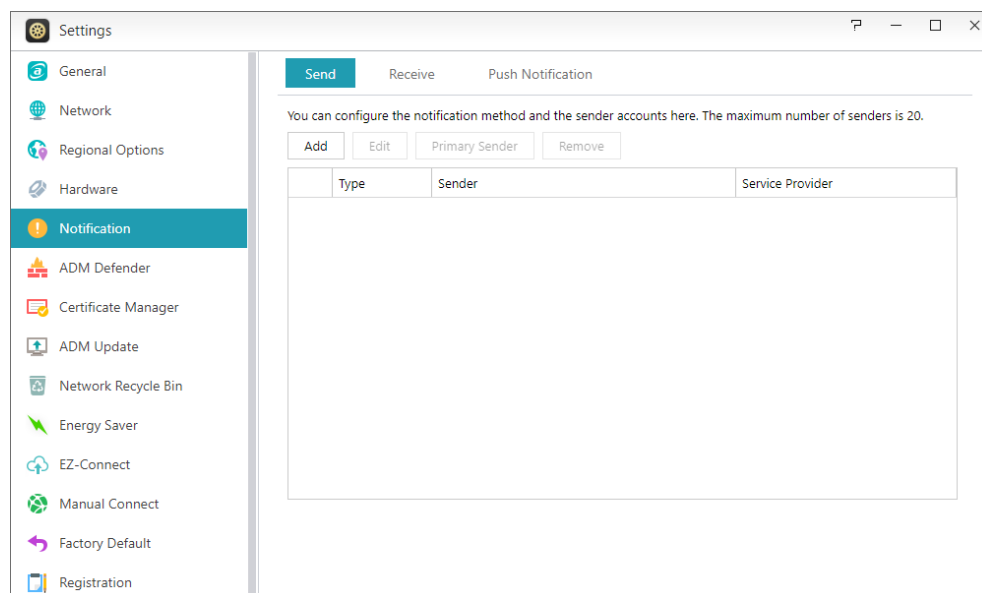 Settings
General
Network
Regional Options
Hardware
Notification
ADM Defender
Certificate Manager
ADM Update
Network Recycle Bin
Energy Saver
EZ-Connect
Manual Connect
Factory Default
Registration
Send Receive Push Notification
You can configure the notification method and the sender accounts here. The maximum number of senders is 20.
Add Edit Primary Sender Remove
Type Sender Service Provider